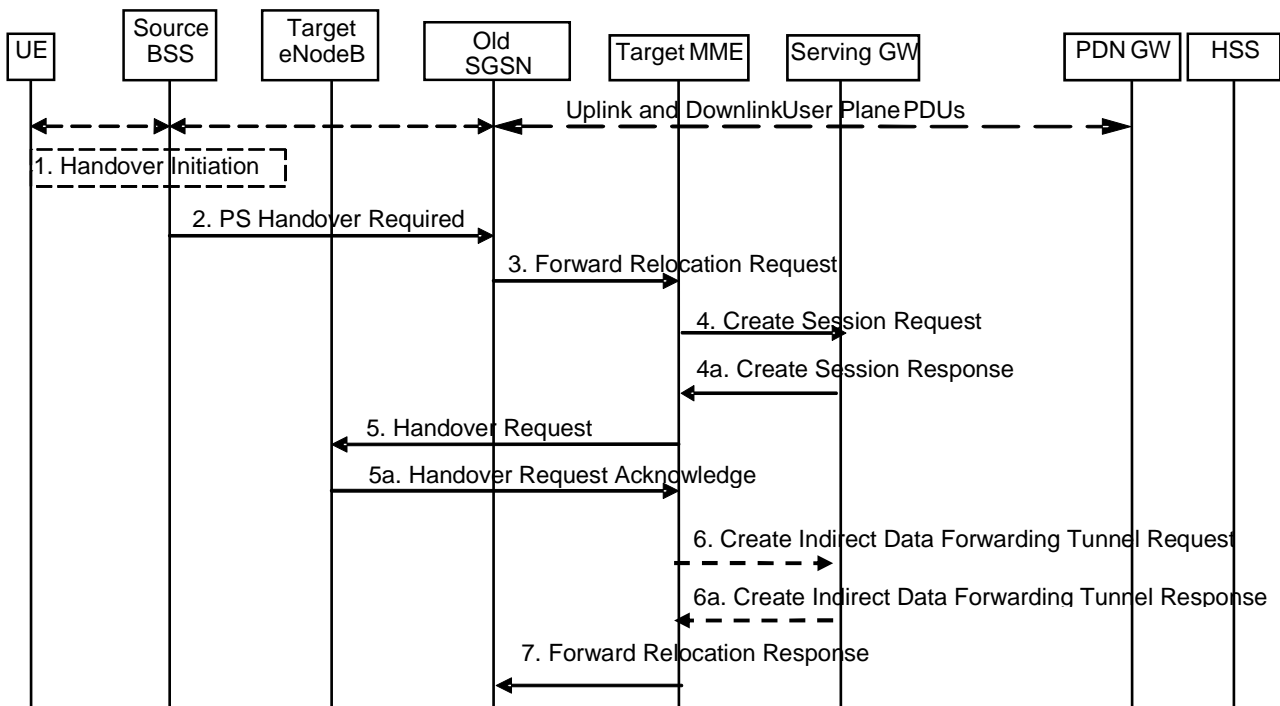 UE
Source
BSS
Target
eNodeB
Old
SGSN
Target MME
Serving GW
PDN GW
HSS
Uplink and DownlinkUser Plane PDUs
1. Handover Initiation
2. PS Handover Required
3. Forward Relocation Request
4. Create Session Request
4a. Create Session Response
5. Handover Request
5a. Handover Request Acknowledge
6. Create Indirect Data Forwarding Tunnel Request
6a. Create Indirect Data Forwarding Tunnel Response
7. Forward Relocation Response